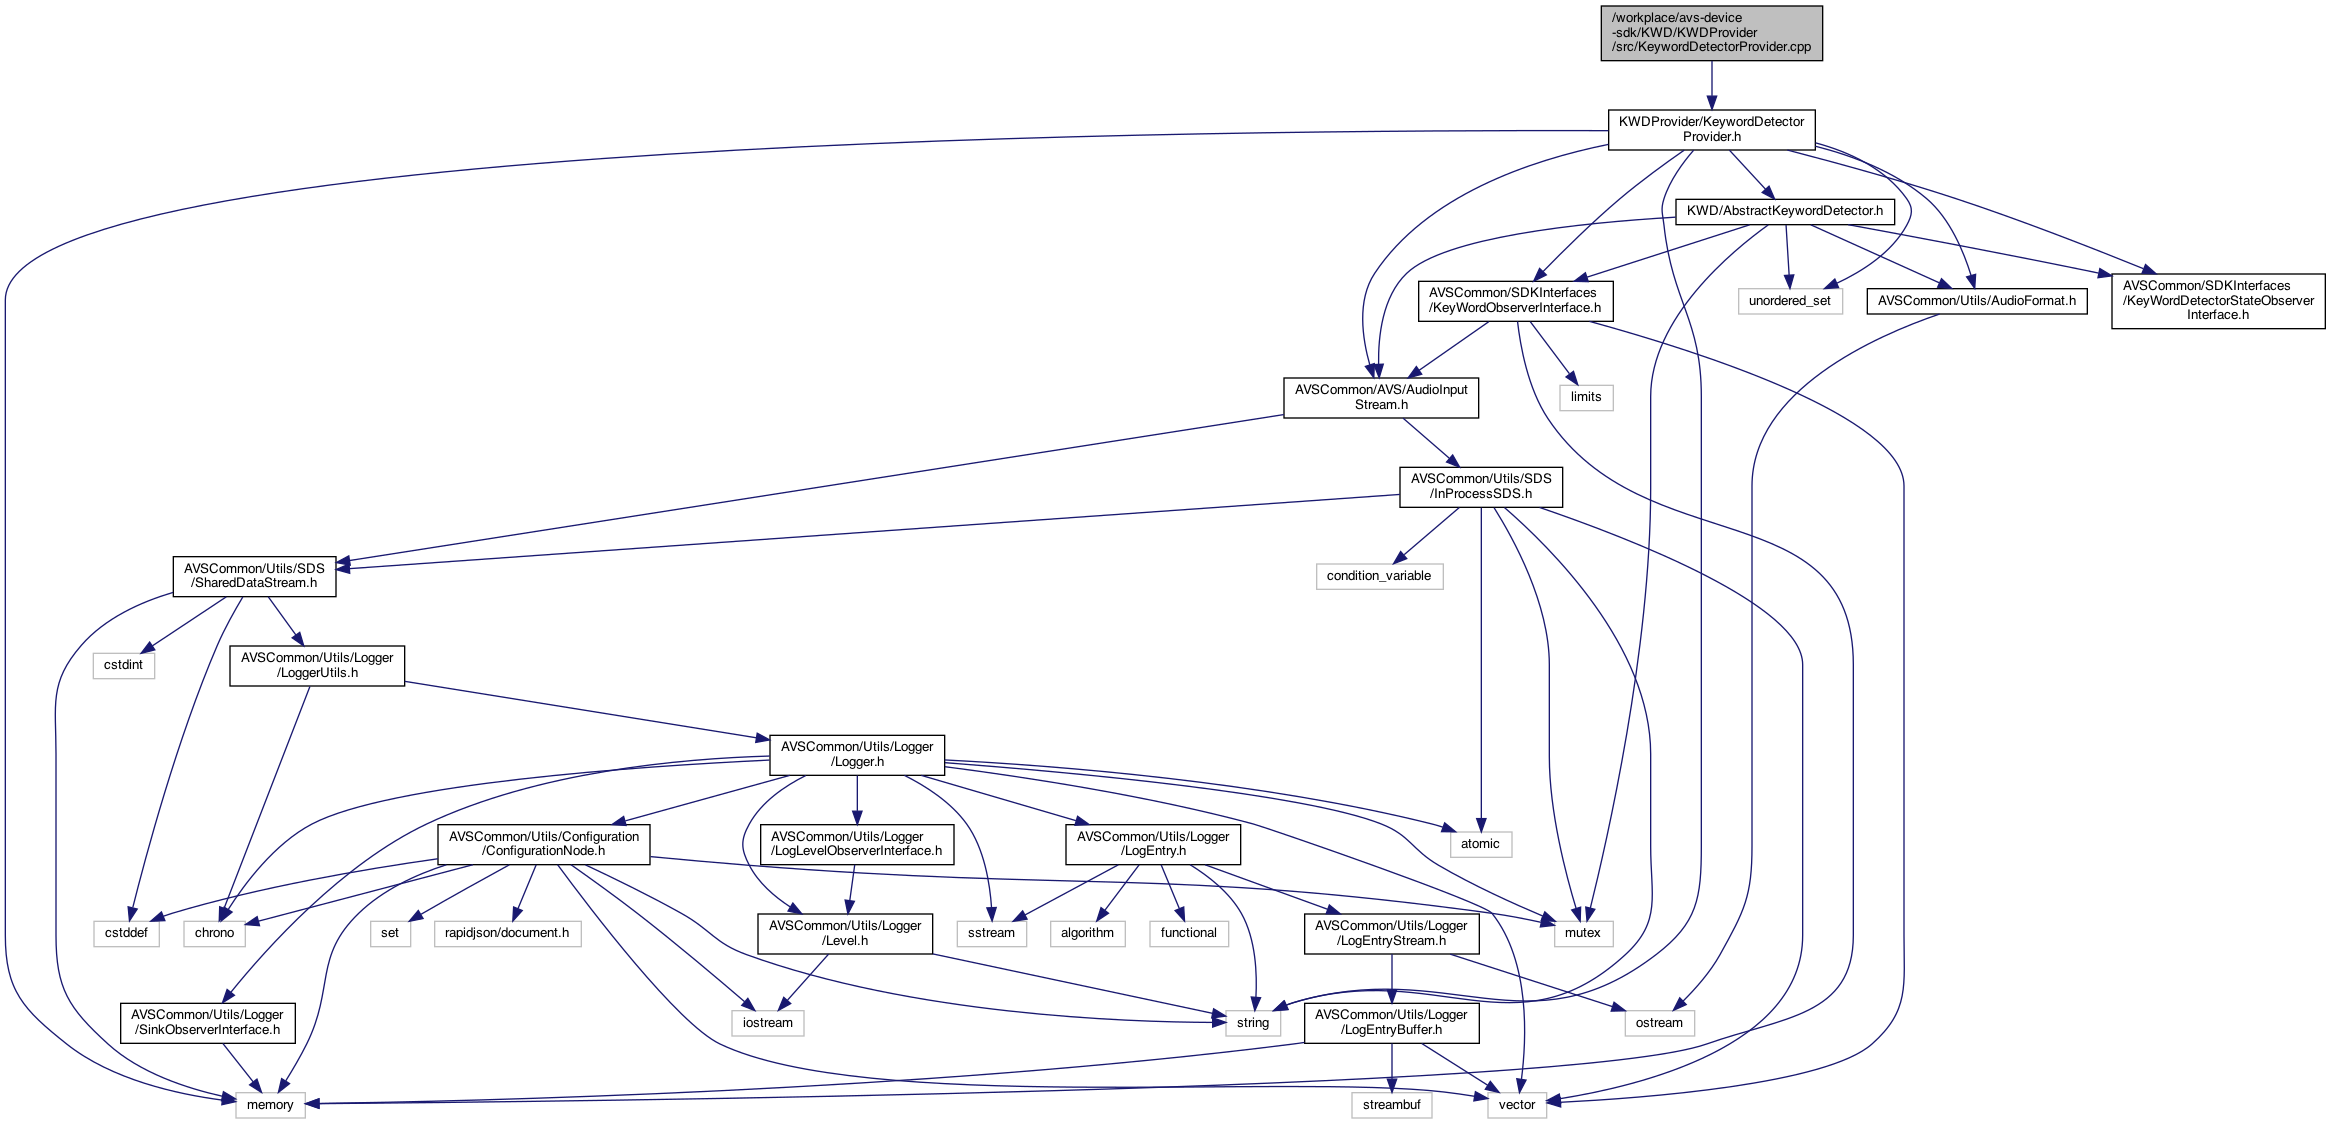 /workplace/avs-device
-sdk/KWD/KWDProvider
/src/KeywordDetectorProvider.cpp
KWDProvider/KeywordDetector
Provider.h
KWD/AbstractKeywordDetector.h
AVSCommon/SDKInterfaces
/KeyWordObserverInterface.h
unordered_set
AVSCommon/Utils/AudioFormat.h
AVSCommon/SDKInterfaces
/KeyWordDetectorStateObserver
Interface.h
AVSCommon/AVS/AudioInput
Stream.h
limits
AVSCommon/Utils/SDS
/InProcessSDS.h
AVSCommon/Utils/SDS
/SharedDataStream.h
condition_variable
cstdint
AVSCommon/Utils/Logger
/LoggerUtils.h
AVSCommon/Utils/Logger
/Logger.h
AVSCommon/Utils/Configuration
/ConfigurationNode.h
AVSCommon/Utils/Logger
/LogLevelObserverInterface.h
AVSCommon/Utils/Logger
/LogEntry.h
atomic
cstddef
chrono
set
rapidjson/document.h
AVSCommon/Utils/Logger
/Level.h
sstream
algorithm
functional
AVSCommon/Utils/Logger
/LogEntryStream.h
mutex
AVSCommon/Utils/Logger
/SinkObserverInterface.h
iostream
string
AVSCommon/Utils/Logger
/LogEntryBuffer.h
ostream
memory
streambuf
vector